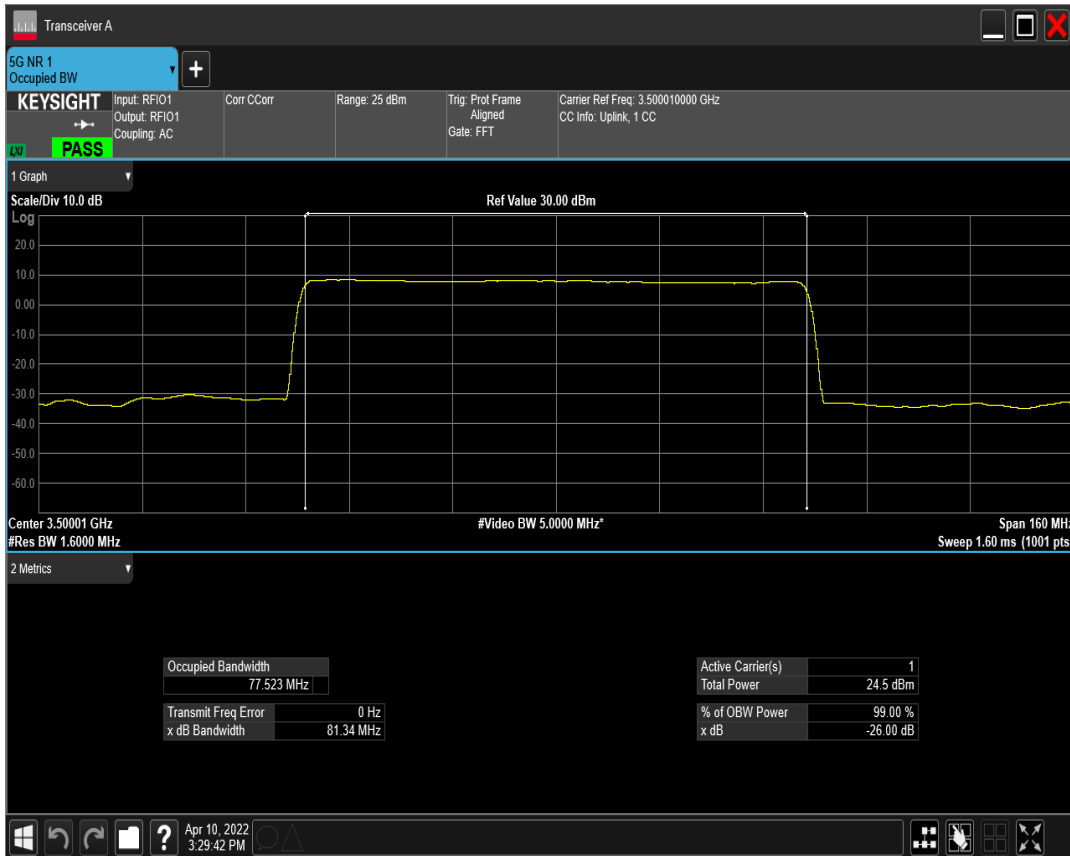 Transceiver A
5G NR 1
Occupied BW
KEYSIGHT
LXI
PASS
Input: RFIO1
Output: RFIO1
Coupling: AC
Corr CCorr
Range: 25 dBm
Trig: Prot Frame
Aligned
Gate: FFT
Carrier Ref Freq: 3.500010000 GHz
CC Info: Uplink, 1 CC
1 Graph
Scale/Div 10.0 dB
Ref Value 30.00 dBm
Log
20.0
10.0
0.00
-10.0
-20.0
-30.0
-40.0
-50.0
-60.0
Center 3.50001 GHz
#Video BW 5.0000 MHz*
Span 160 MHz
#Res BW 1.6000 MHz
Sweep 1.60 ms (1001 pts
2 Metrics
Occupied Bandwidth
77.523 MHz
Transmit Freq Error 0 Hz
x dB Bandwidth 81.34 MHz
Active Carrier(s) 1
Total Power 24.5 dBm
% of OBW Power 99.00 %
x dB -26.00 dB
?
Apr 10, 2022
3:29:42 PM